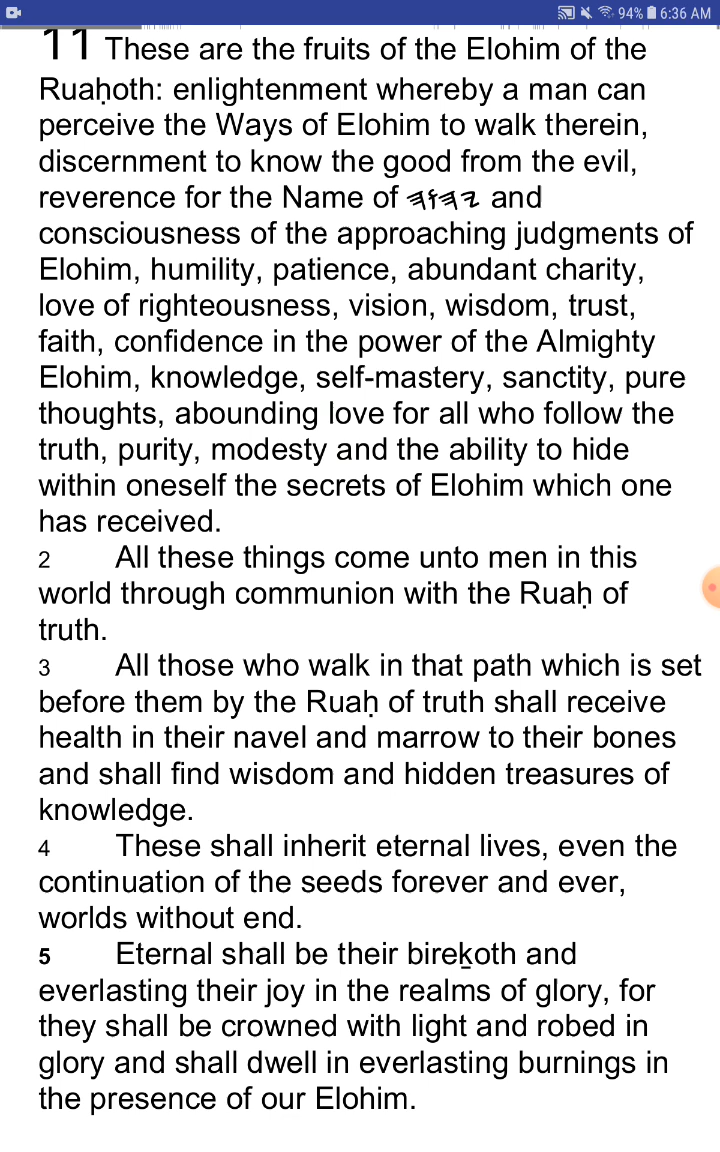 94% 6:36 AM
11 These are the fruits of the Elohim of the
Ruaḥoth: enlightenment whereby a man can
perceive the Ways of Elohim to walk therein,
discernment to know the good from the evil,
reverence for the Name of 𐤉𐤄𐤅𐤄 and
consciousness of the approaching judgments of
Elohim, humility, patience, abundant charity,
love of righteousness, vision, wisdom, trust,
faith, confidence in the power of the Almighty
Elohim, knowledge, self-mastery, sanctity, pure
thoughts, abounding love for all who follow the
truth, purity, modesty and the ability to hide
within oneself the secrets of Elohim which one
has received.
2 All these things come unto men in this
world through communion with the Ruaḥ of
truth.
3 All those who walk in that path which is set
before them by the Ruaḥ of truth shall receive
health in their navel and marrow to their bones
and shall find wisdom and hidden treasures of
knowledge.
4 These shall inherit eternal lives, even the
continuation of the seeds forever and ever,
worlds without end.
5 Eternal shall be their bireḵoth and
everlasting their joy in the realms of glory, for
they shall be crowned with light and robed in
glory and shall dwell in everlasting burnings in
the presence of our Elohim.